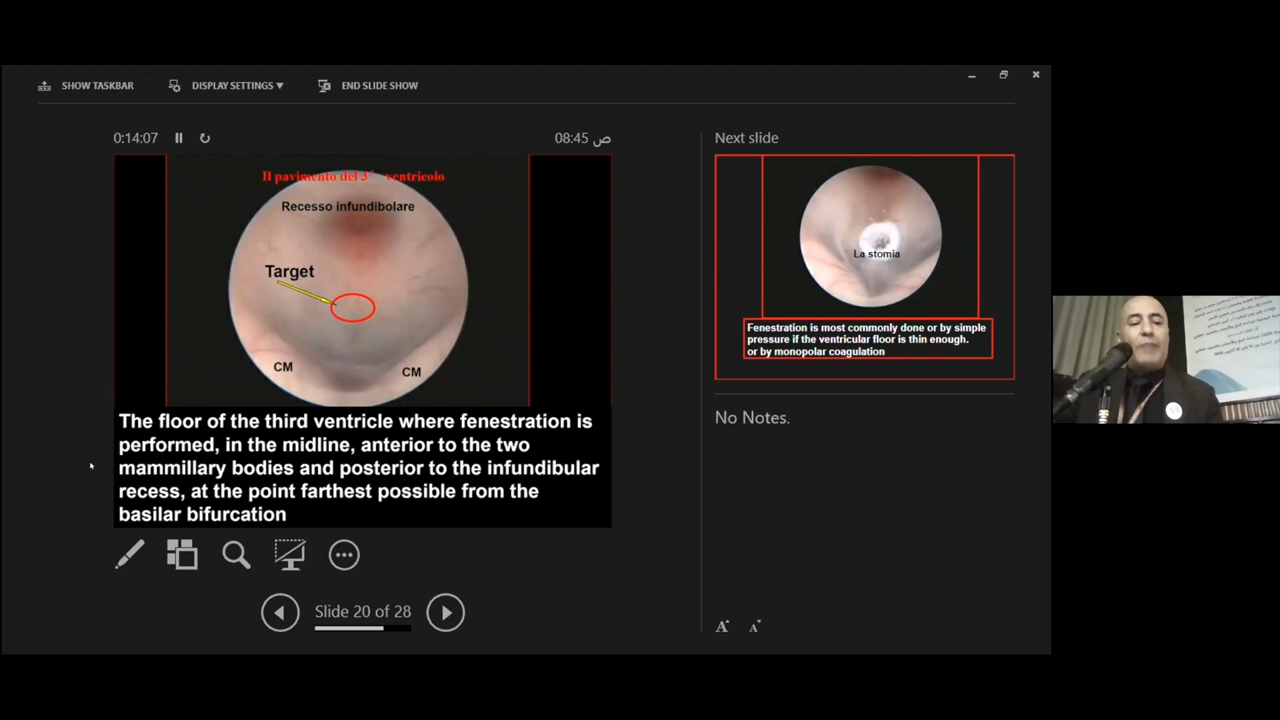 SHOW TASKBAR
DISPLAY SETTINGS ▼
END SLIDE SHOW
0:14:07
08:45 ص
Il pavimento del 3° ventricolo
Recesso infundibolare
Target
CM
CM
The floor of the third ventricle where fenestration is
performed, in the midline, anterior to the two
mammillary bodies and posterior to the infundibular
recess, at the point farthest possible from the
basilar bifurcation
Slide 20 of 28
Next slide
La stomia
Fenestration is most commonly done or by simple
pressure if the ventricular floor is thin enough.
or by monopolar coagulation
No Notes.
A
A